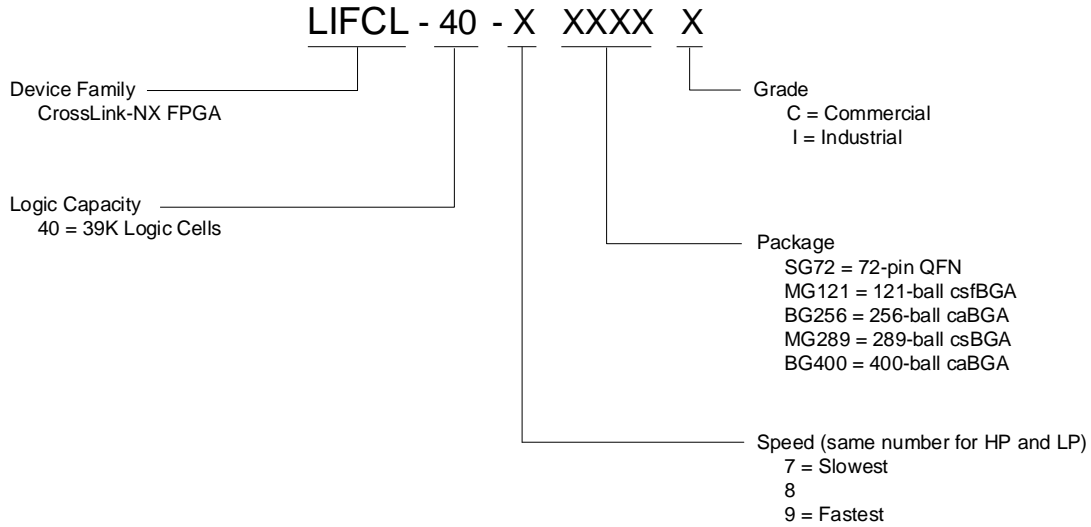 LIFCL - 40 - X XXXX X
Device Family
CrossLink-NX FPGA
Logic Capacity
40 = 39K Logic Cells
Grade
C = Commercial
I = Industrial
Package
SG72 = 72-pin QFN
MG121 = 121-ball csfBGA
BG256 = 256-ball caBGA
MG289 = 289-ball csBGA
BG400 = 400-ball caBGA
Speed (same number for HP and LP)
7 = Slowest
8
9 = Fastest